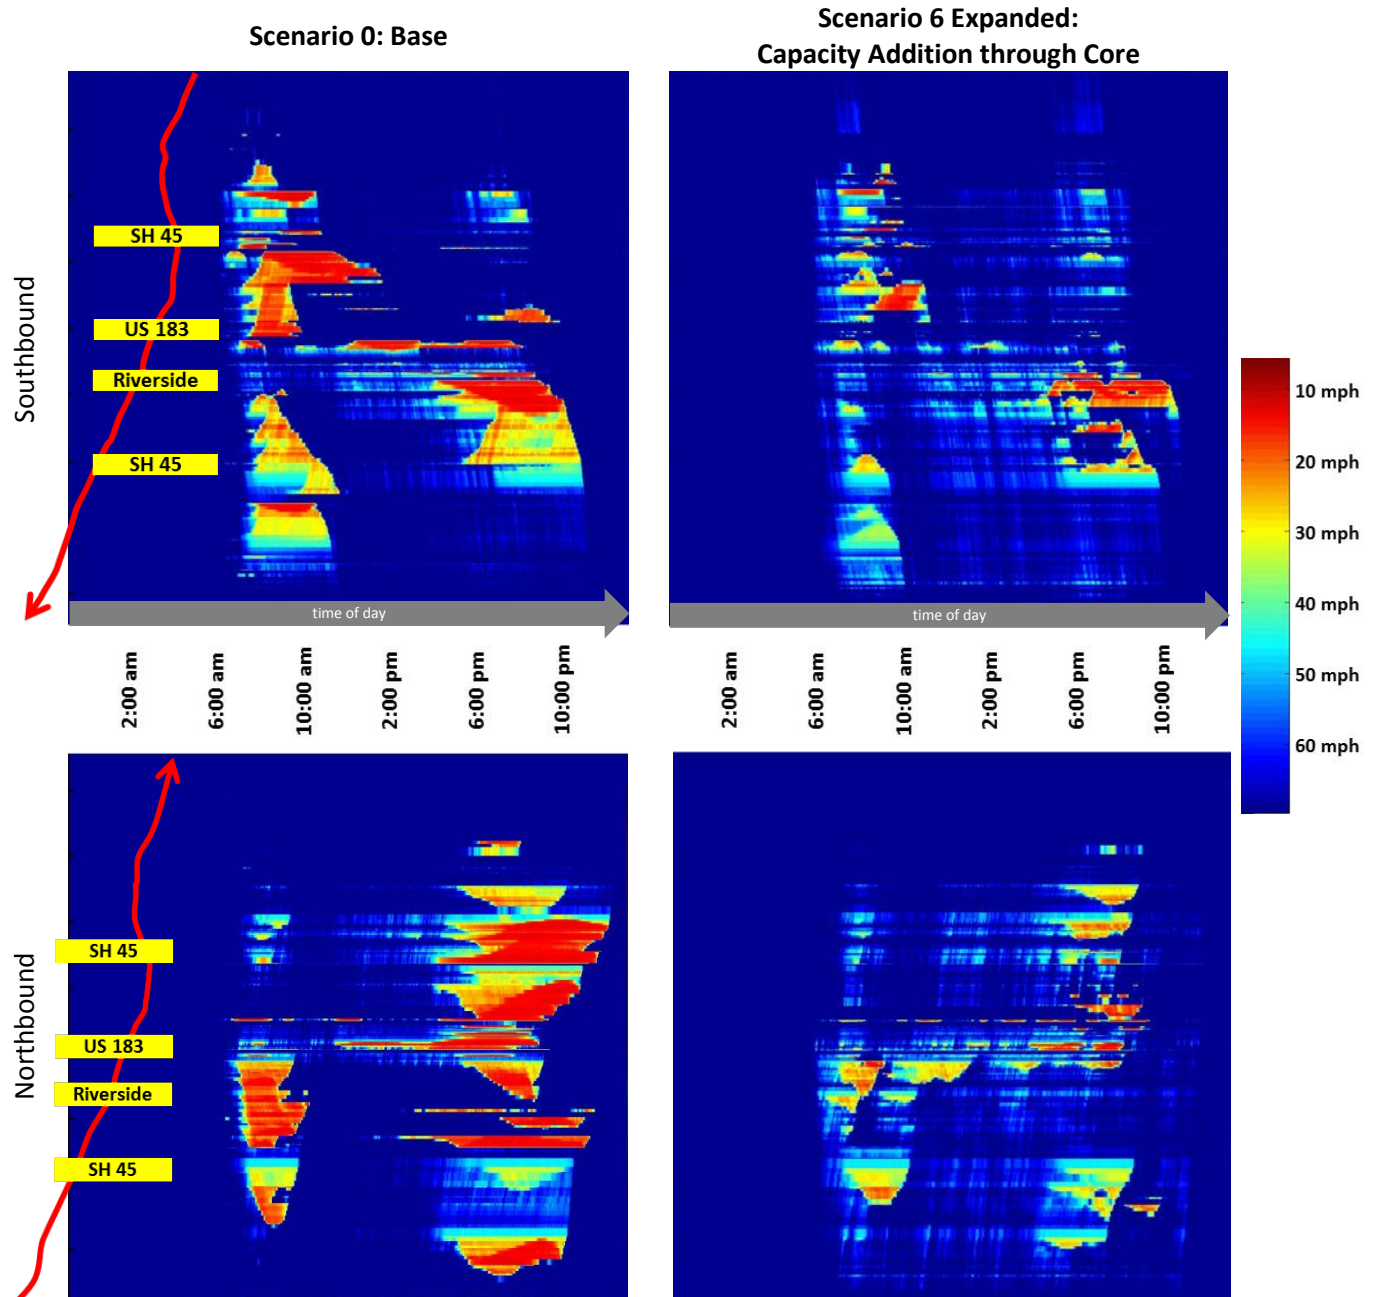 Scenario 0: Base
Scenario 6 Expanded:
Capacity Addition through Core
Southbound
SH 45
US 183
Riverside
SH 45
time of day
time of day
10 mph
20 mph
30 mph
40 mph
50 mph
60 mph
2:00 am
6:00 am
10:00 am
2:00 pm
6:00 pm
10:00 pm
2:00 am
6:00 am
10:00 am
2:00 pm
6:00 pm
10:00 pm
Northbound
SH 45
US 183
Riverside
SH 45